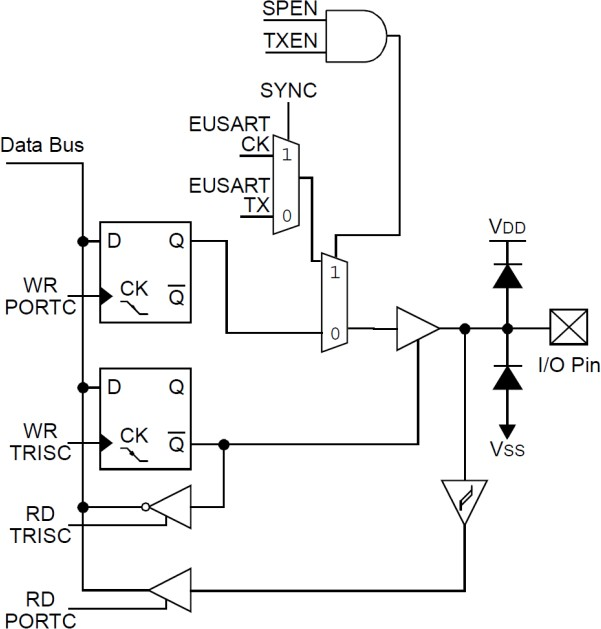 SPEN
TXEN
SYNC
EUSART
CK
1
EUSART
TX
0
Data Bus
D Q
WR
PORTC
CK Q
1
0
VDD
I/O Pin
VSS
D Q
WR
TRISC
CK Q
RD
TRISC
RD
PORTC